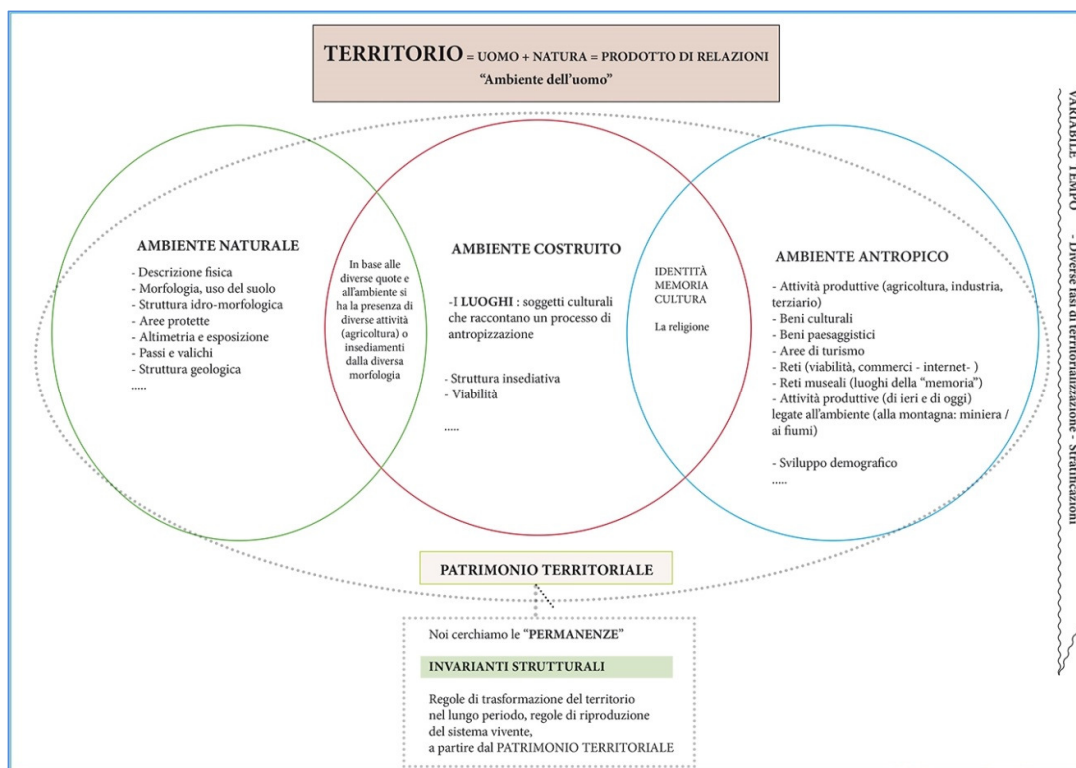 TERRITORIO = UOMO + NATURA = PRODOTTO DI RELAZIONI
“Ambiente dell’uomo”
AMBIENTE NATURALE
- Descrizione fisica
- Morfologia, uso del suolo
- Struttura idro-morfologica
- Aree protette
- Altimetria e esposizione
- Passi e valichi
- Struttura geologica
.....
In base alle
diverse quote e
all’ambiente si
ha la presenza di
diverse attività
(agricoltura) o
insediamenti
dalla diversa
morfologia
AMBIENTE COSTRUITO
-I LUOGHI : soggetti culturali
che raccontano un processo di
antropizzazione
- Struttura insediativa
- Viabilità
.....
IDENTITÀ
MEMORIA
CULTURA
La religione
AMBIENTE ANTROPICO
- Attività produttive (agricoltura, industria,
terziario)
- Beni culturali
- Beni paesaggistici
- Aree di turismo
- Reti (viabilità, commerci - internet- )
- Reti museali (luoghi della “memoria”)
- Attività produttive (di ieri e di oggi)
legate all’ambiente (alla montagna: miniera /
ai fiumi)
- Sviluppo demografico
.....
VARIABILE TEMPO - Diverse fasi di territorializzazione - Stratificazioni
PATRIMONIO TERRITORIALE
Noi cerchiamo le “PERMANENZE”
INVARIANTI STRUTTURALI
Regole di trasformazione del territorio
nel lungo periodo, regole di riproduzione
del sistema vivente,
a partire dal PATRIMONIO TERRITORIALE